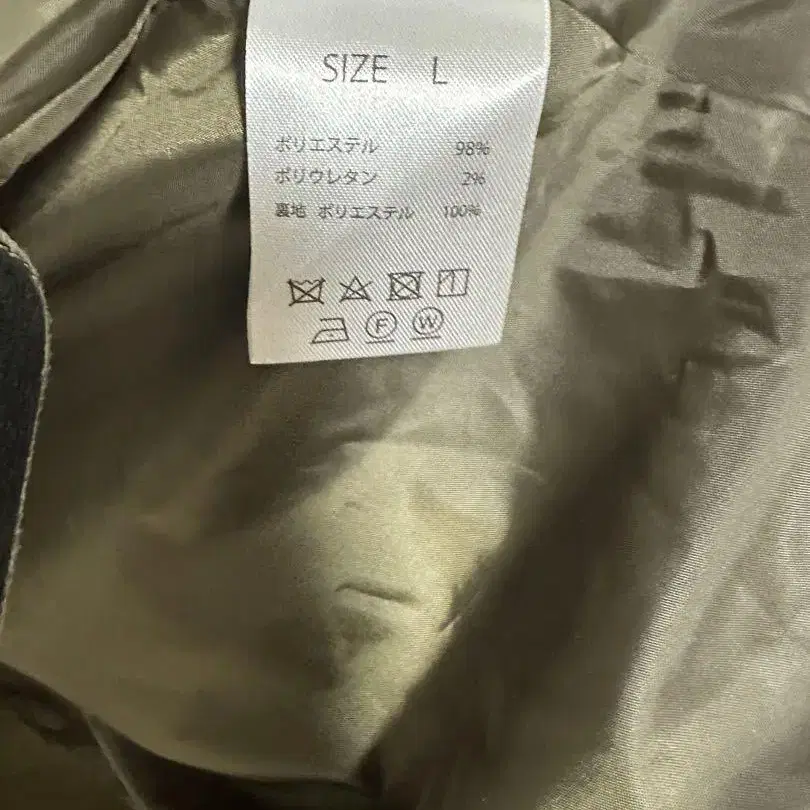 SIZE L
ポリエステル 98%
ポリウレタン 2%
裏地 ポリエステル 100%
F W